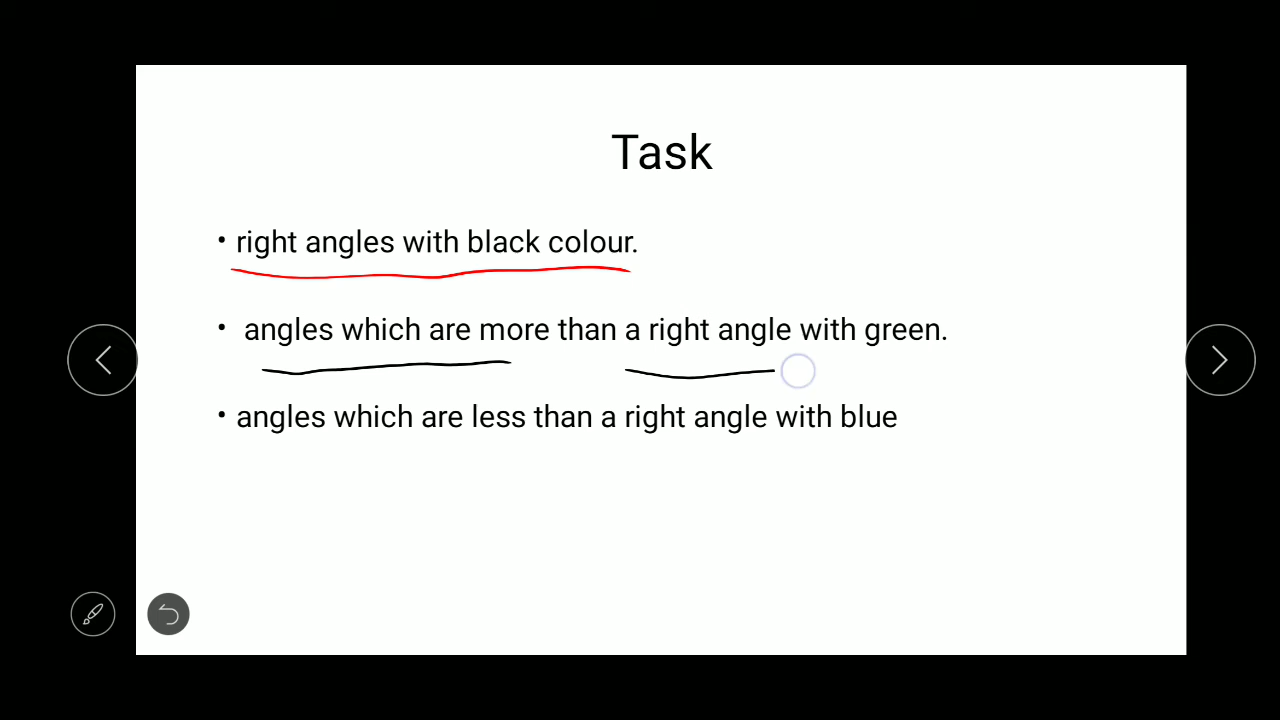 Task
• right angles with black colour.
• angles which are more than a right angle with green.
• angles which are less than a right angle with blue